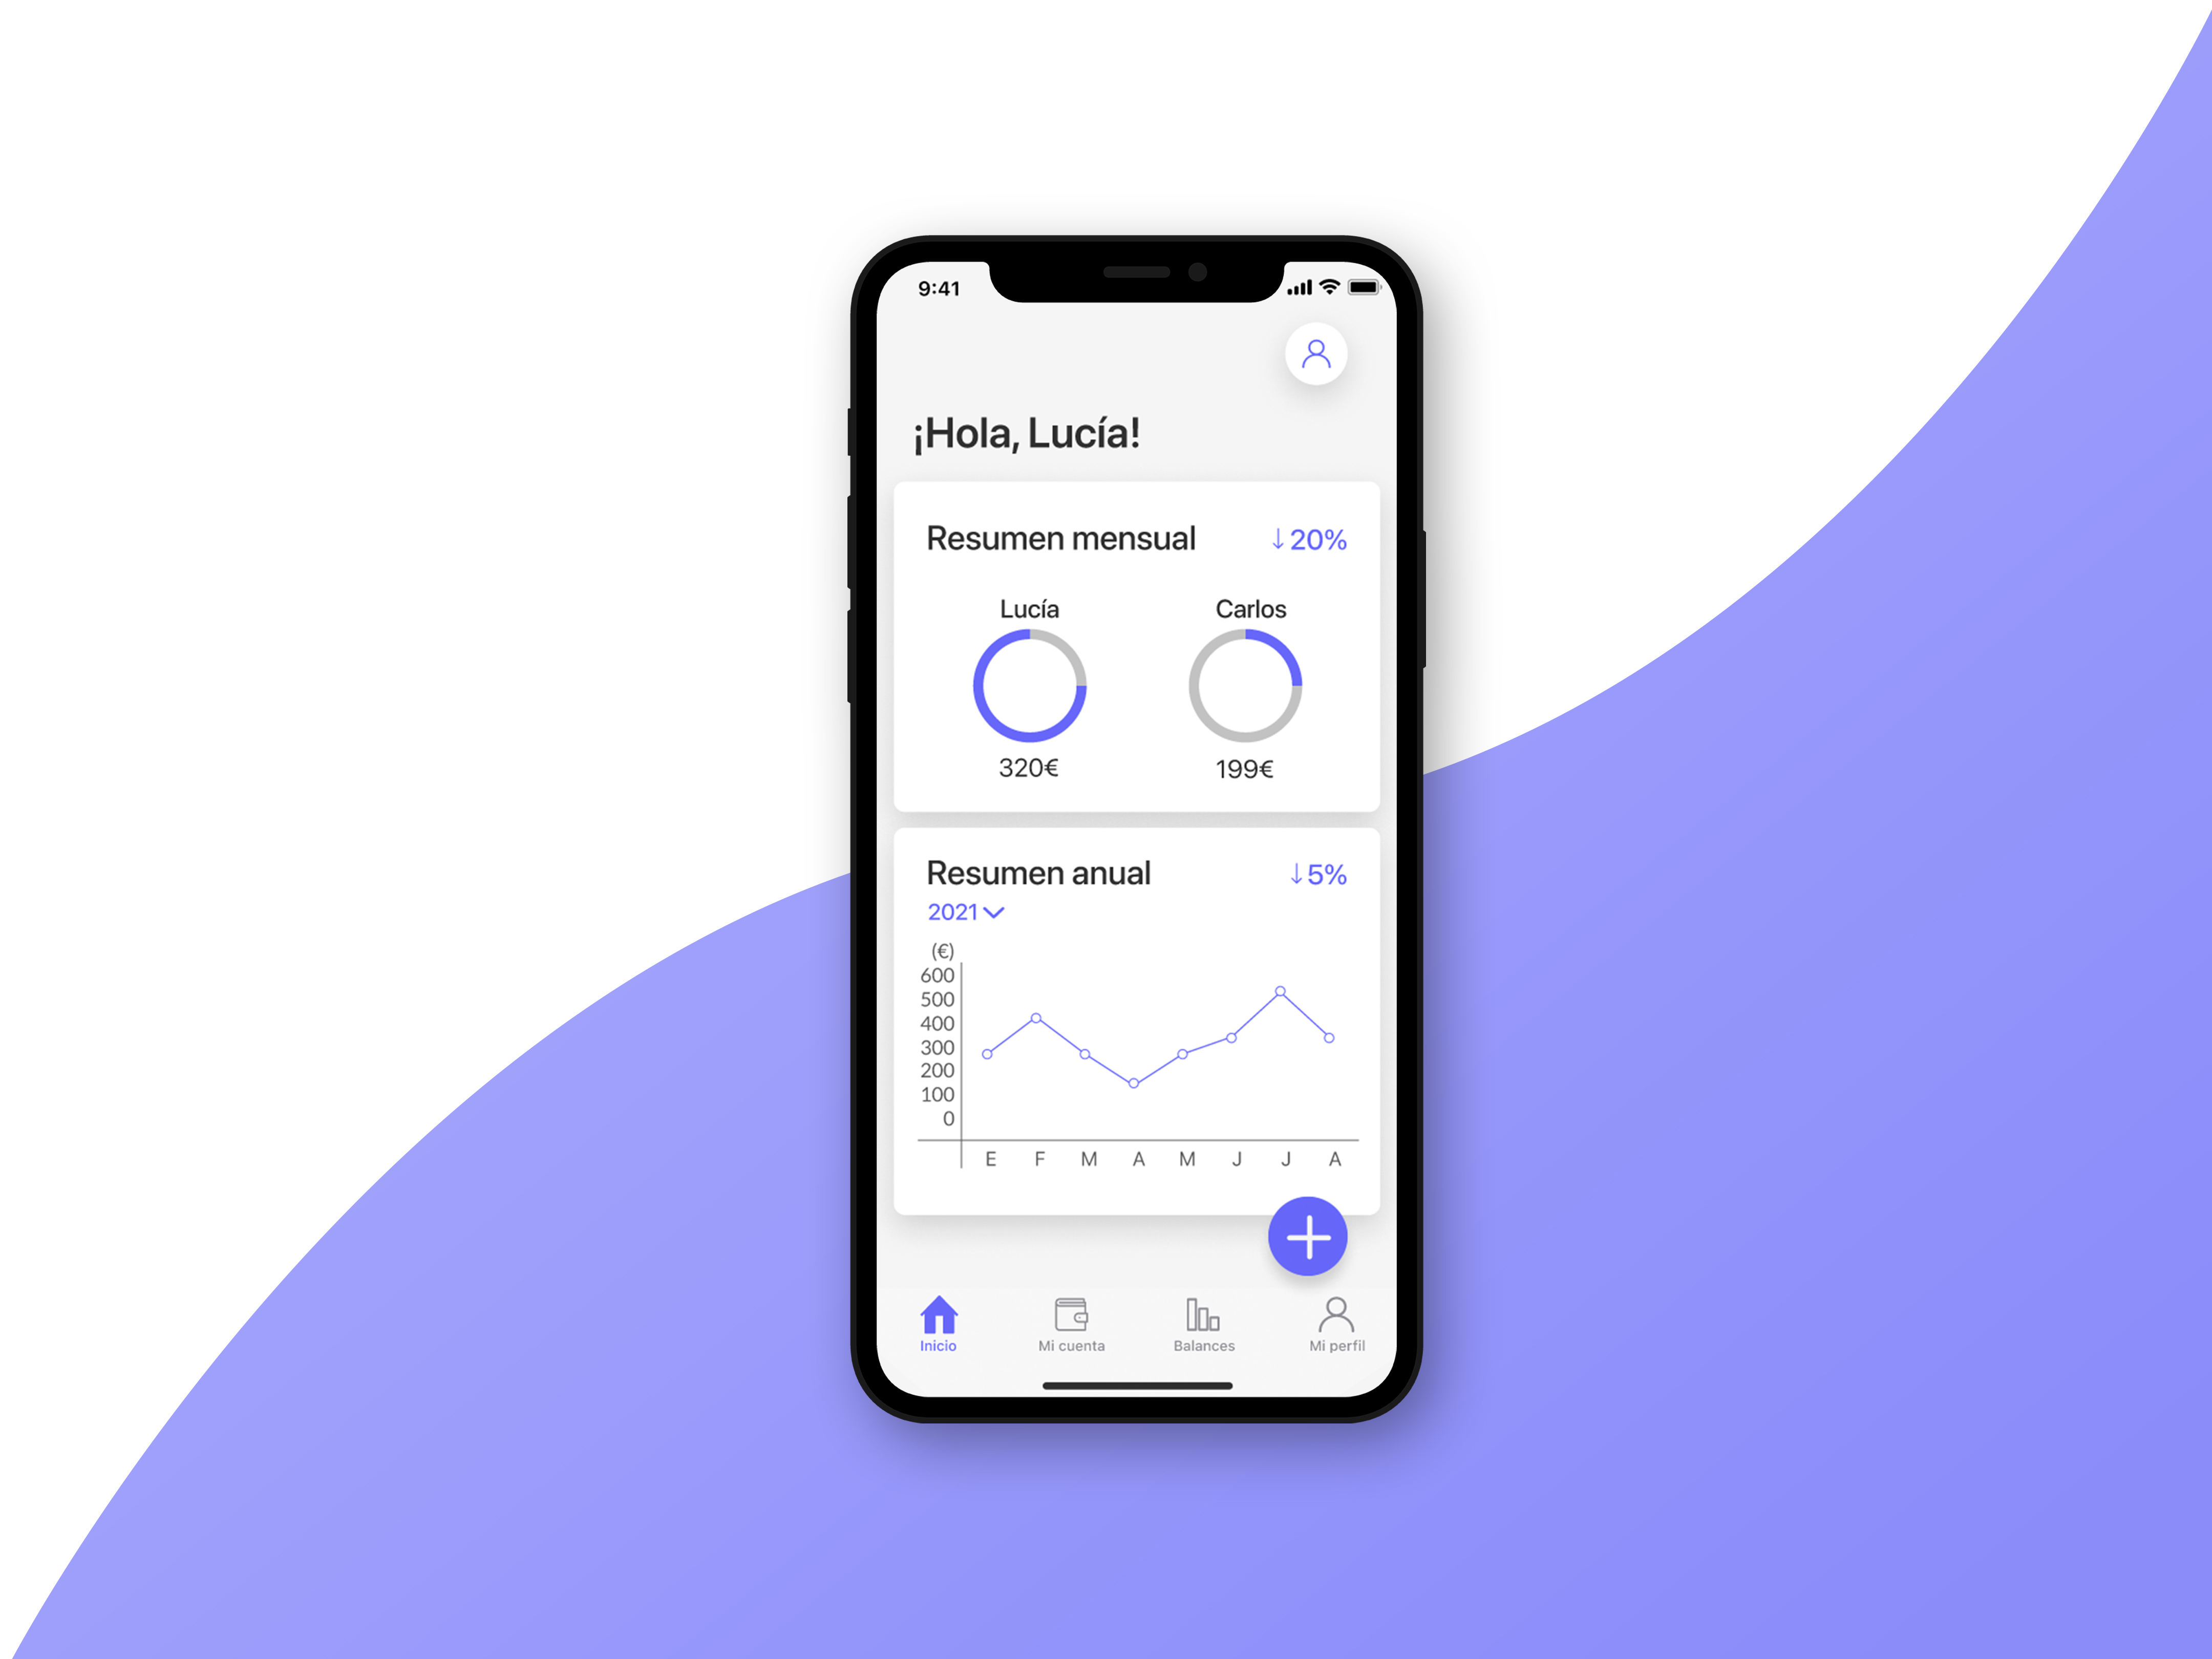 9:41
¡Hola, Lucía!
Resumen mensual ↓20%
Lucía Carlos
320€ 199€
Resumen anual ↓5%
2021
(€)
600
500
400
300
200
100
0
E F M A M J J A
Inicio Mi cuenta Balances Mi perfil